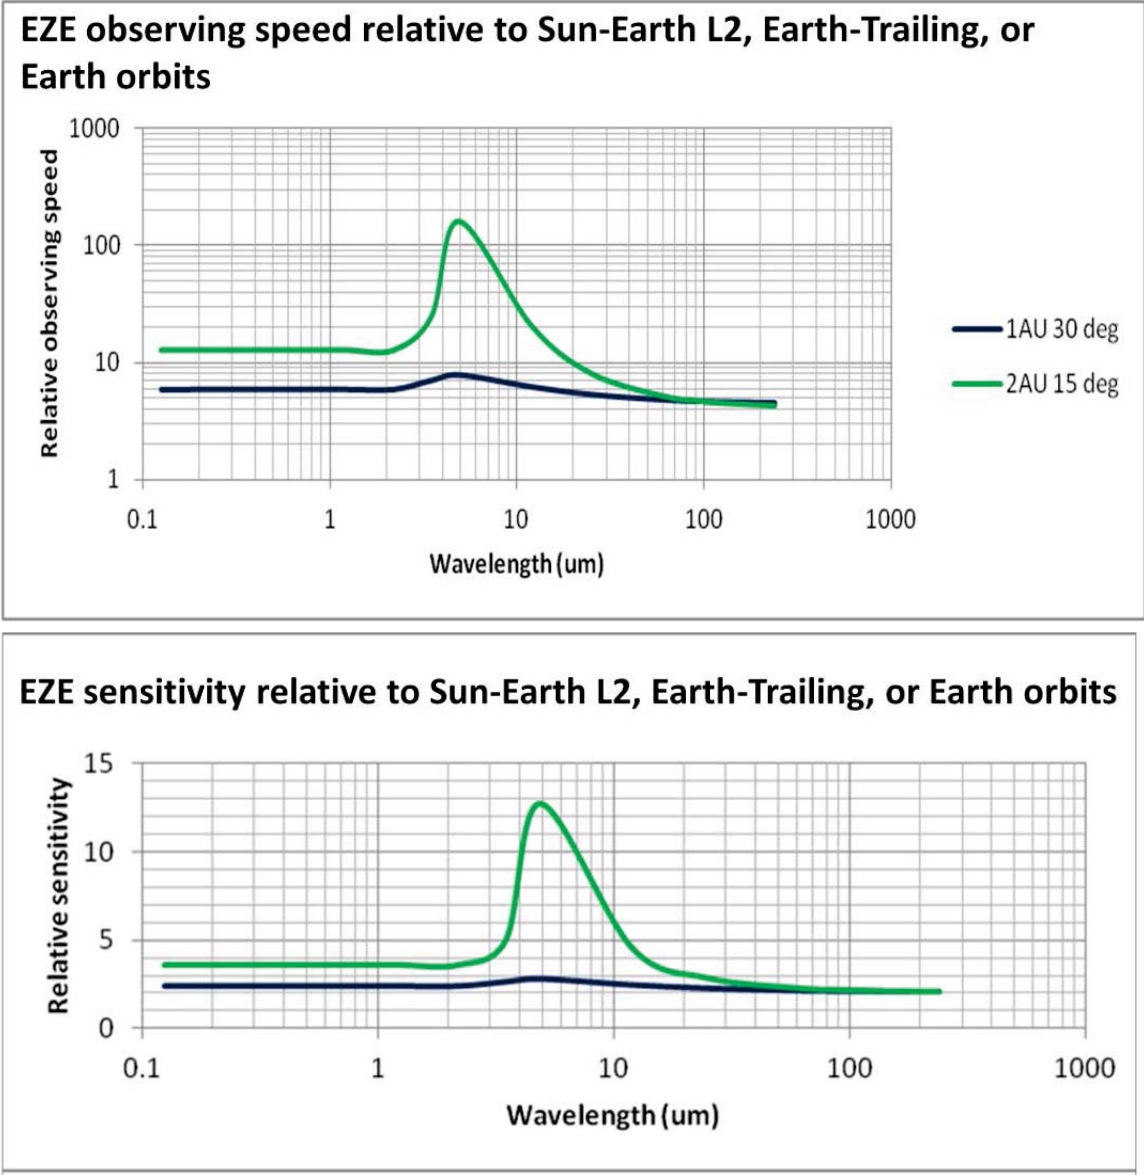 EZE observing speed relative to Sun-Earth L2, Earth-Trailing, or
Earth orbits
Relative observing speed
1000
100
10
1
0.1 1 10 100 1000
Wavelength (um)
1AU 30 deg
2AU 15 deg
EZE sensitivity relative to Sun-Earth L2, Earth-Trailing, or Earth orbits
Relative sensitivity
15
10
5
0
0.1 1 10 100 1000
Wavelength (um)